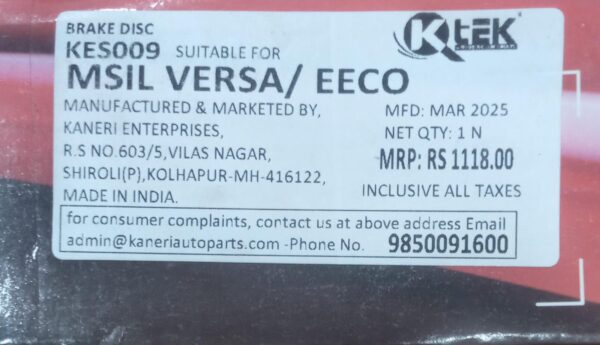 BRAKE DISC
KES009 SUITABLE FOR
MSIL VERSA/ EECO
MANUFACTURED & MARKETED BY,
KANERI ENTERPRISES,
R.S NO.603/5,VILAS NAGAR,
SHIROLI(P),KOLHAPUR-MH-416122,
MADE IN INDIA.
K tEK
MFD: MAR 2025
NET QTY: 1 N
MRP: RS 1118.00
INCLUSIVE ALL TAXES
for consumer complaints, contact us at above address Email
admin@kaneriautoparts.com -Phone No. 9850091600